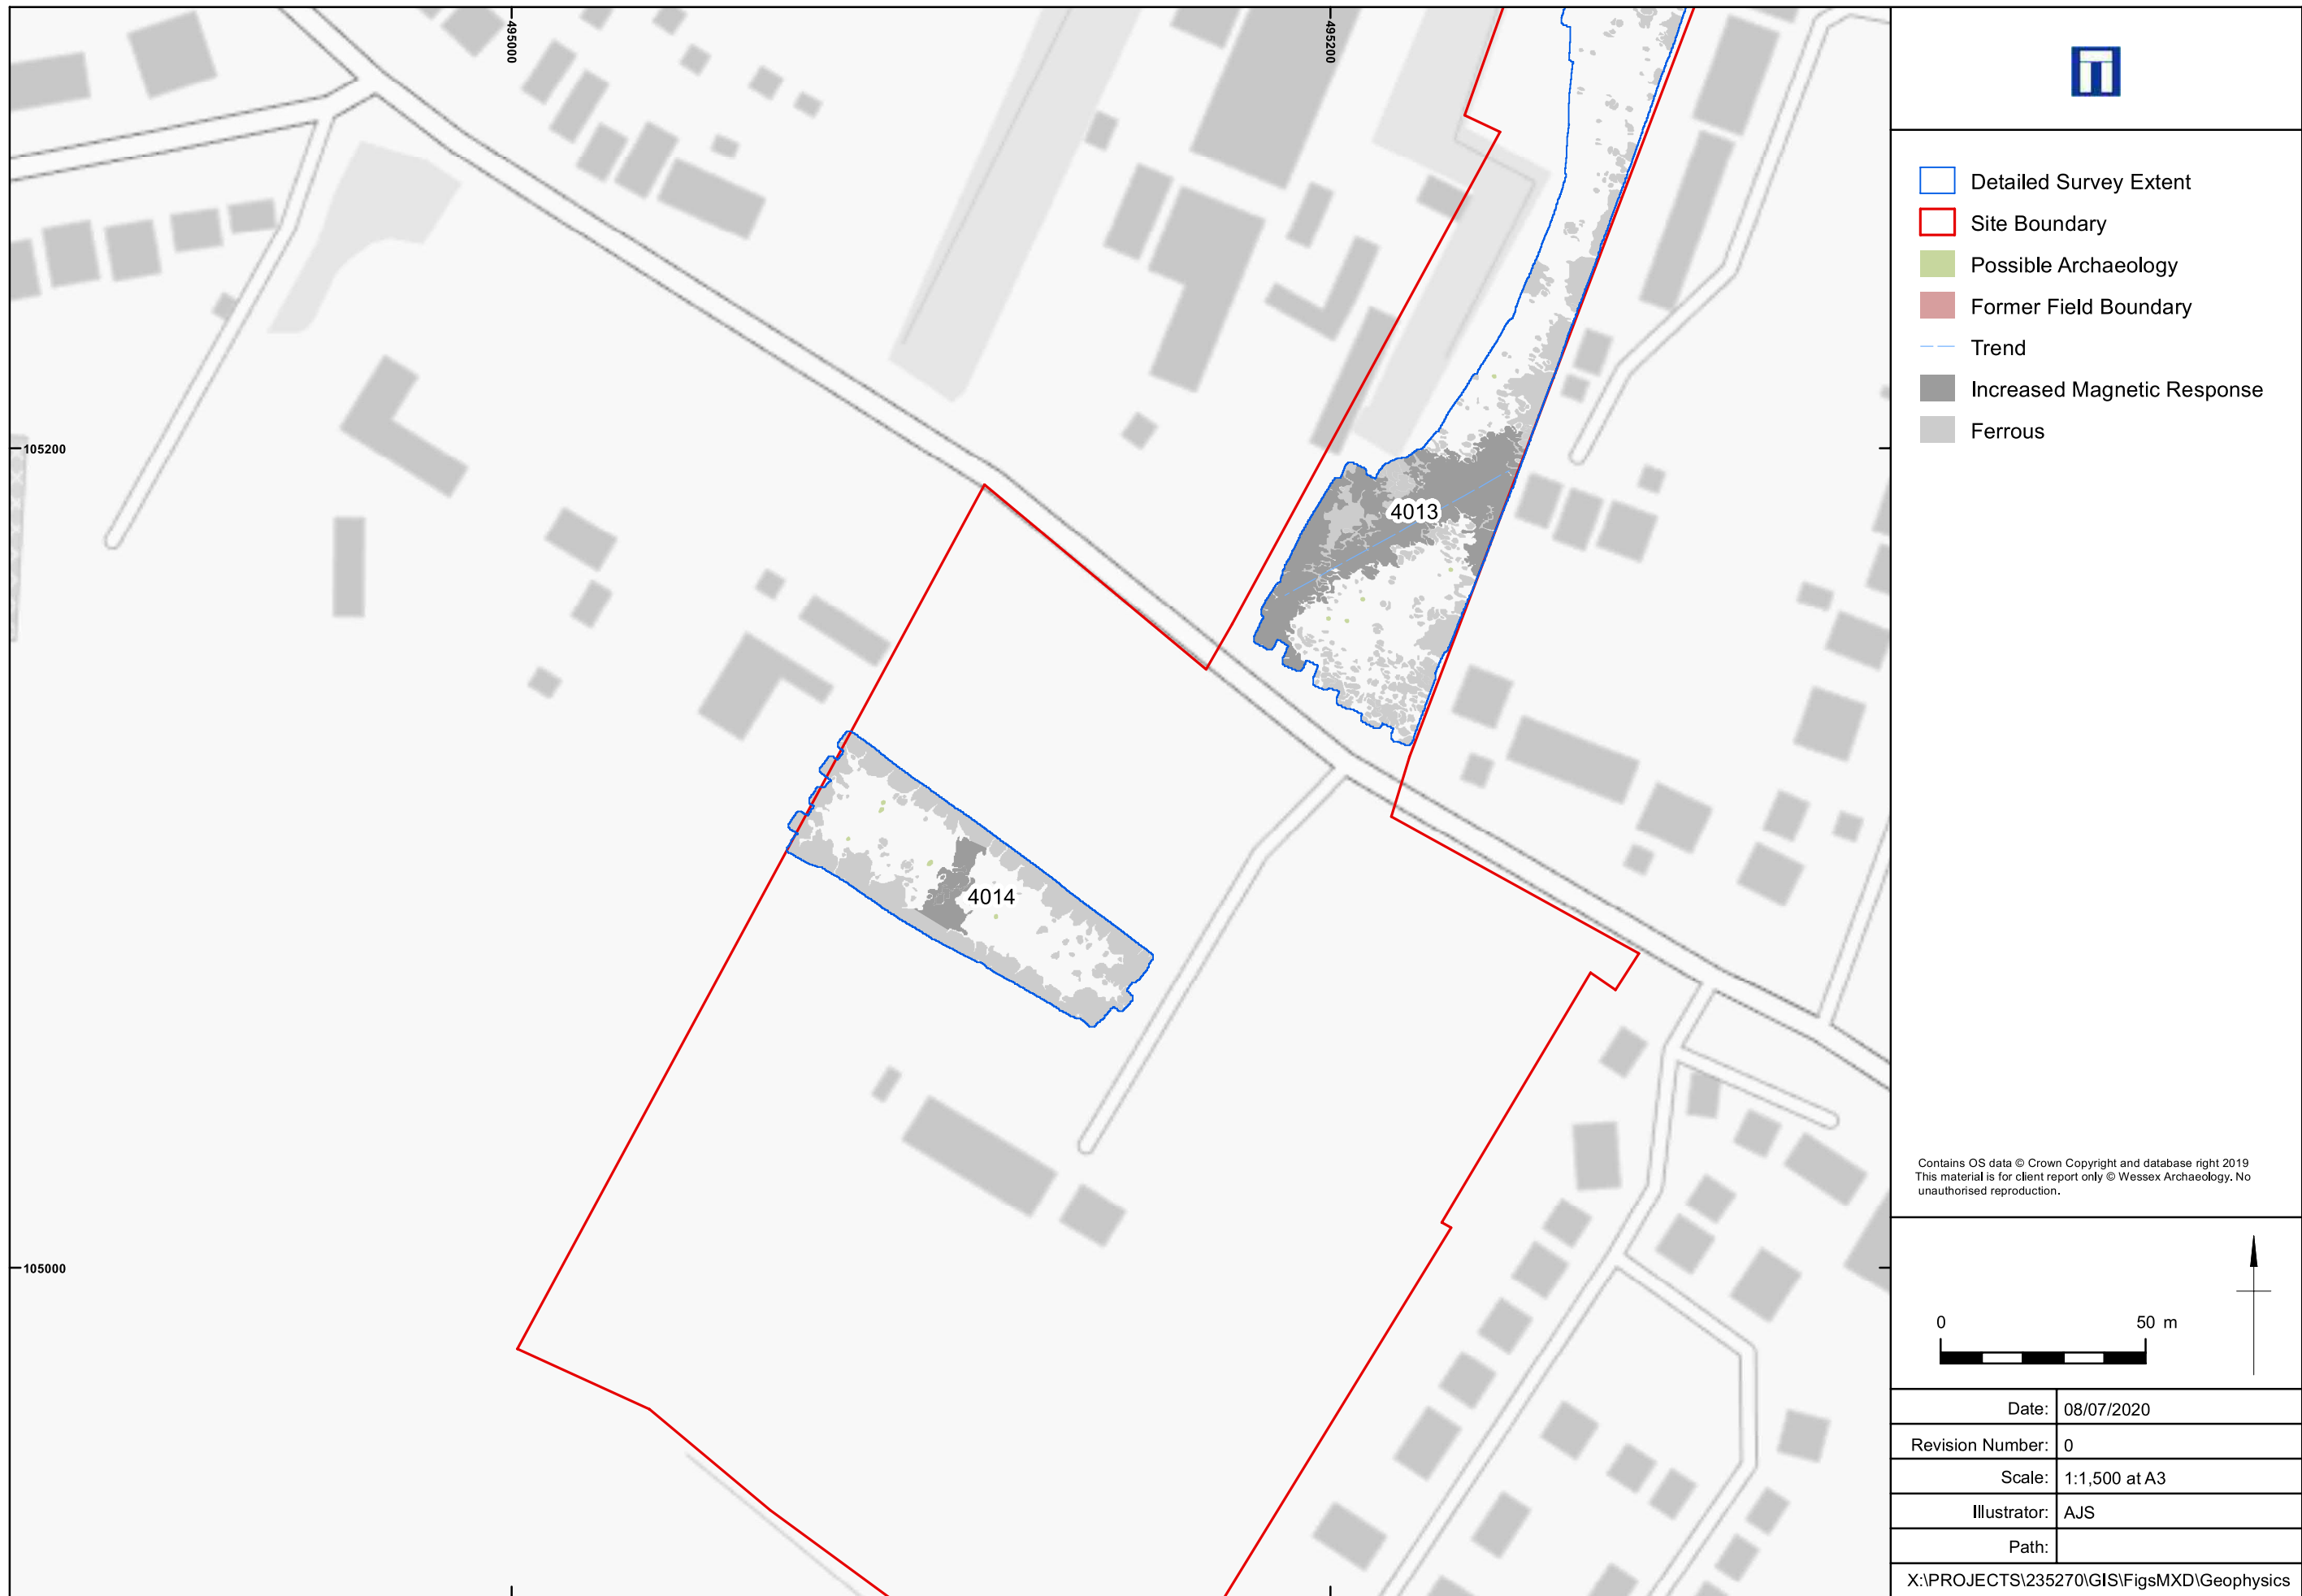 495000
495200
105200
105000
4013
4014
Detailed Survey Extent
Site Boundary
Possible Archaeology
Former Field Boundary
Trend
Increased Magnetic Response
Ferrous
Contains OS data © Crown Copyright and database right 2019
This material is for client report only © Wessex Archaeology. No
unauthorised reproduction.
0 50 m
Date: 08/07/2020
Revision Number: 0
Scale: 1:1,500 at A3
Illustrator: AJS
Path:
X:\PROJECTS\235270\GIS\FigsMXD\Geophysics